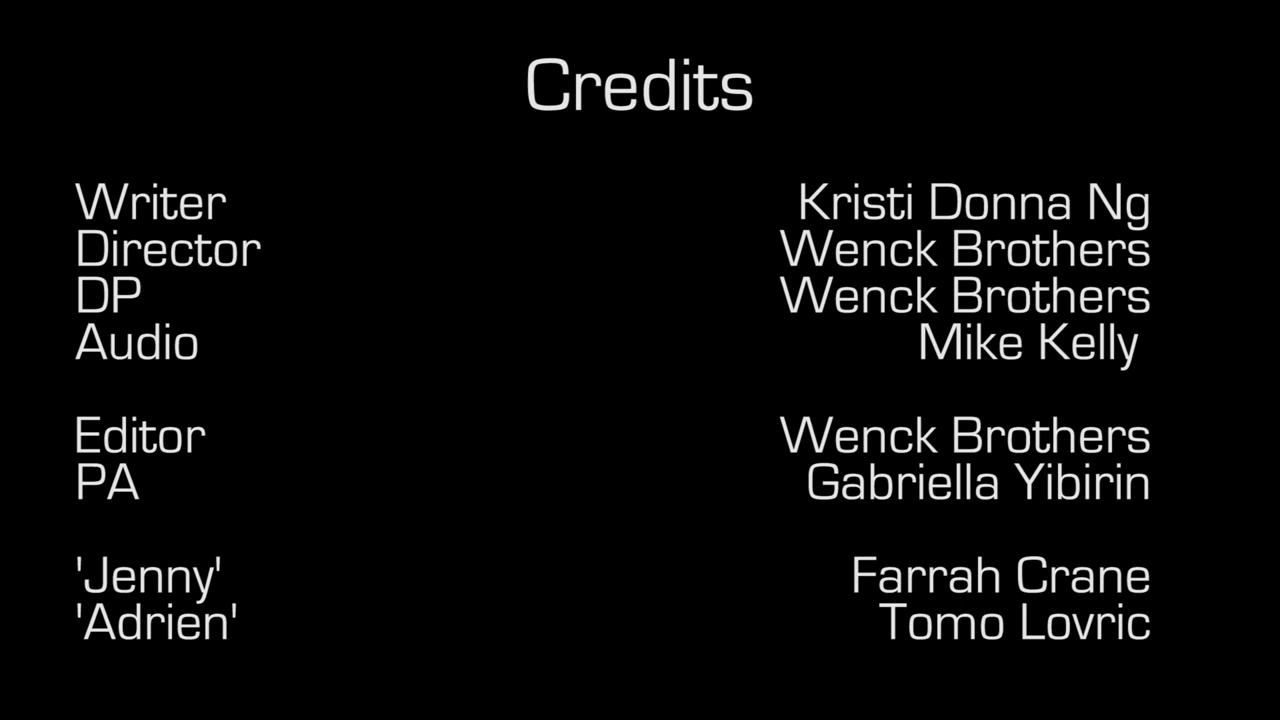 Credits
Writer Kristi Donna Ng
Director Wenck Brothers
DP Wenck Brothers
Audio Mike Kelly
Editor Wenck Brothers
PA Gabriella Yibirin
'Jenny' Farrah Crane
'Adrien' Tomo Lovric